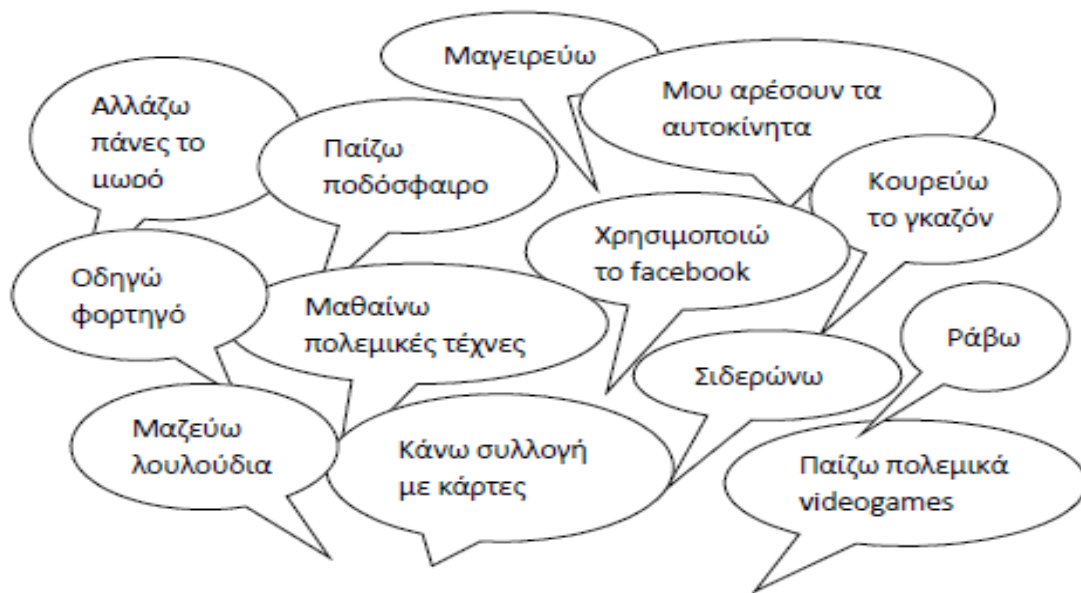 Μαγειρεύω
Μου αρέσουν τα
αυτοκίνητα
Αλλάζω
πάνες το
μωρό
Παίζω
ποδόσφαιρο
Κουρεύω
το γκαζόν
Χρησιμοποιώ
το facebook
Οδηγώ
φορτηγό
Μαθαίνω
πολεμικές τέχνες
Ράβω
Σιδερώνω
Μαζεύω
λουλούδια
Κάνω συλλογή
με κάρτες
Παίζω πολεμικά
videogames